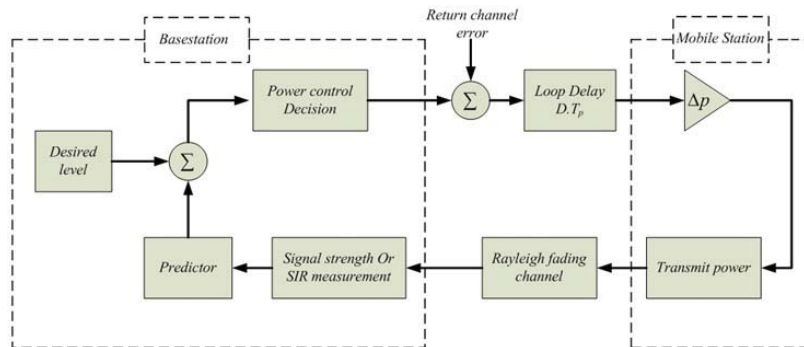 Return channel
error
Basestation
Mobile Station
Power control
Decision
Σ
Loop Delay
D.Tₚ
Δp
Desired
level
Σ
Predictor
Signal strength Or
SIR measurement
Rayleigh fading
channel
Transmit power